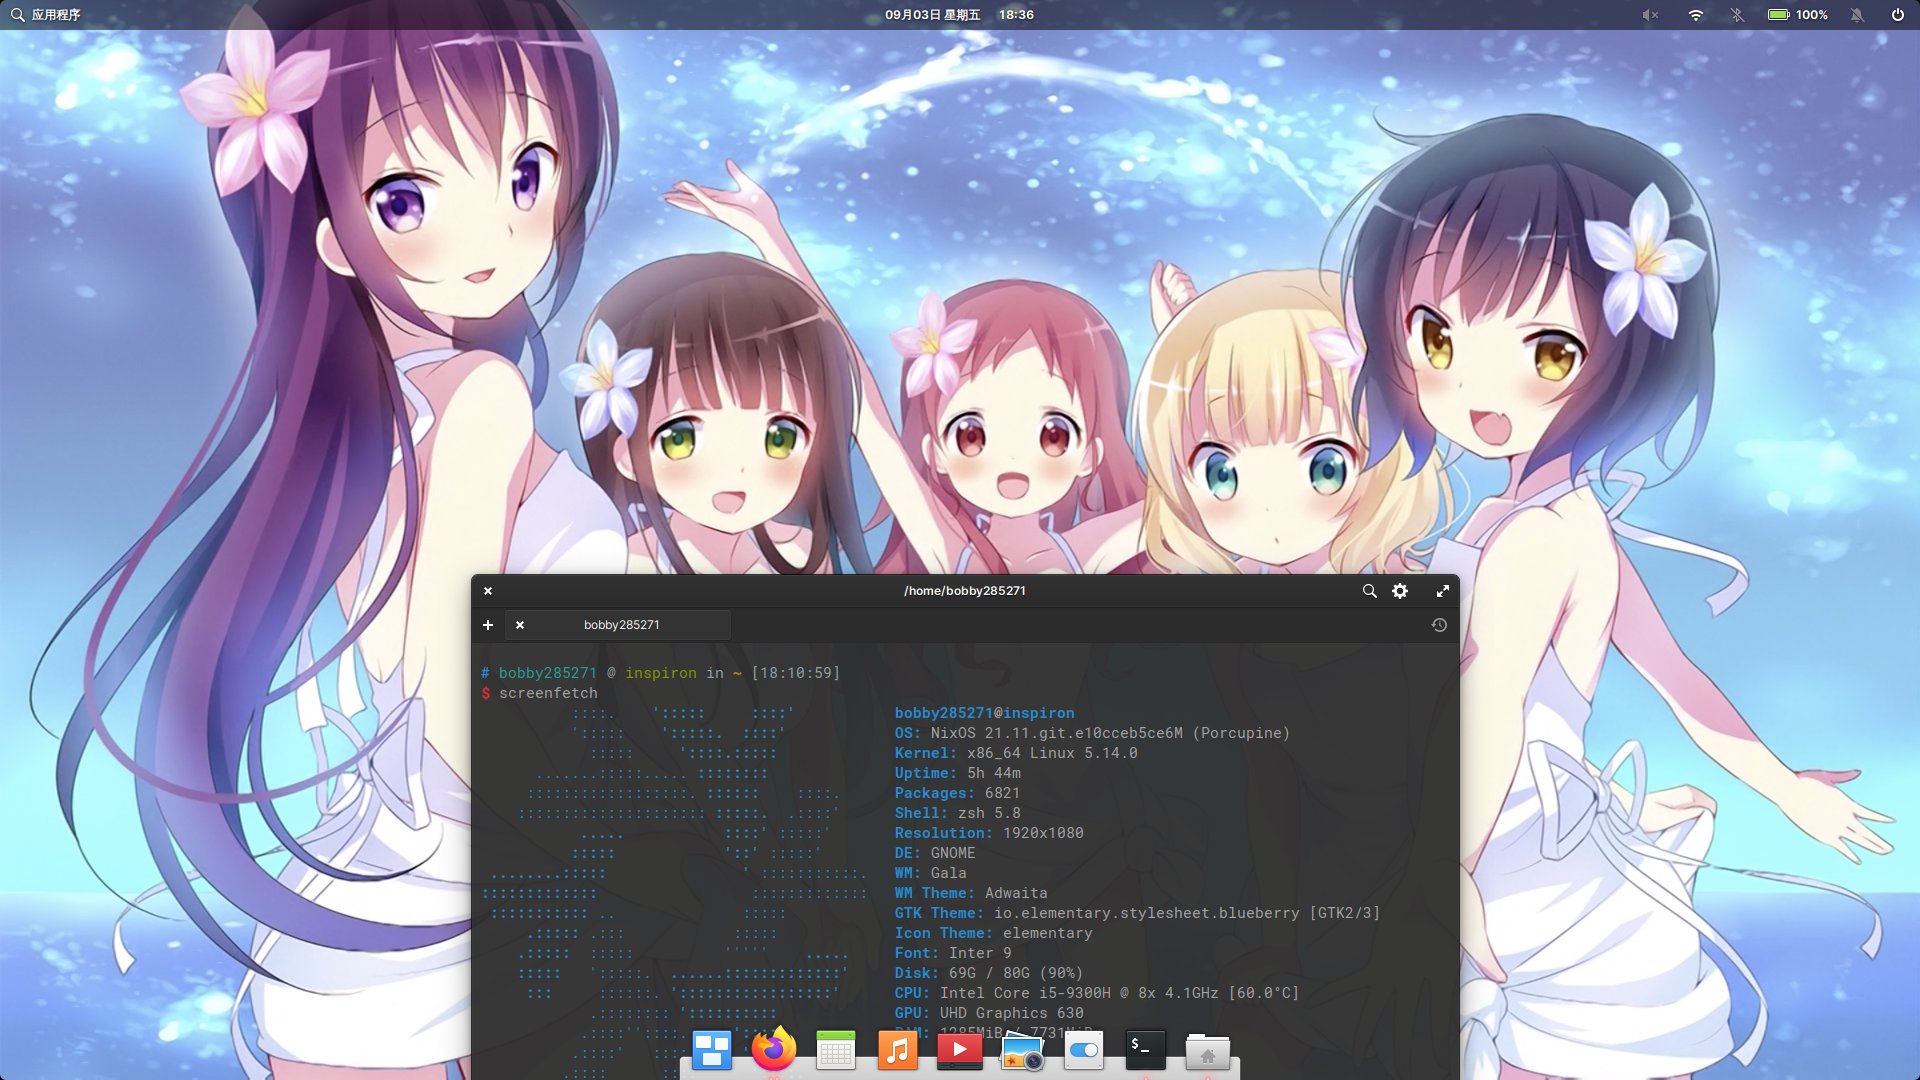 应用程序
09月03日 星期五 18:36
100%
/home/bobby285271
bobby285271
# bobby285271 @ inspiron in ~ [18:10:59]
$ screenfetch
bobby285271@inspiron
OS: NixOS 21.11.git.e10cceb5ce6M (Porcupine)
Kernel: x86_64 Linux 5.14.0
Uptime: 5h 44m
Packages: 6821
Shell: zsh 5.8
Resolution: 1920x1080
DE: GNOME
WM: Gala
WM Theme: Adwaita
GTK Theme: io.elementary.stylesheet.blueberry [GTK2/3]
Icon Theme: elementary
Font: Inter 9
Disk: 69G / 80G (90%)
CPU: Intel Core i5-9300H @ 8x 4.1GHz [60.0°C]
GPU: UHD Graphics 630
RAM: 1285MiB / 7731MiB
$_